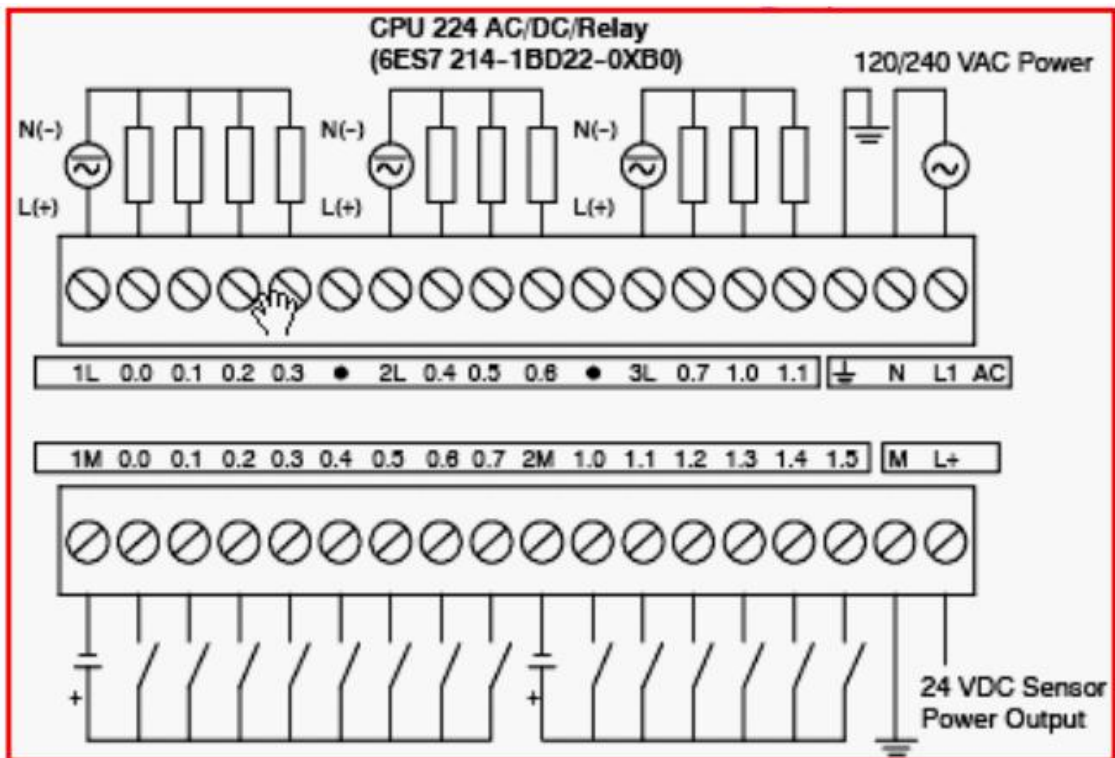 CPU 224 AC/DC/Relay
(6ES7 214-1BD22-0XB0)
120/240 VAC Power
N(-) N(-) N(-)
L(+) L(+) L(+)
1L 0.0 0.1 0.2 0.3 ● 2L 0.4 0.5 0.6 ● 3L 0.7 1.0 1.1 ⏚ N L1 AC
1M 0.0 0.1 0.2 0.3 0.4 0.5 0.6 0.7 2M 1.0 1.1 1.2 1.3 1.4 1.5 M L+
+ +
24 VDC Sensor
Power Output